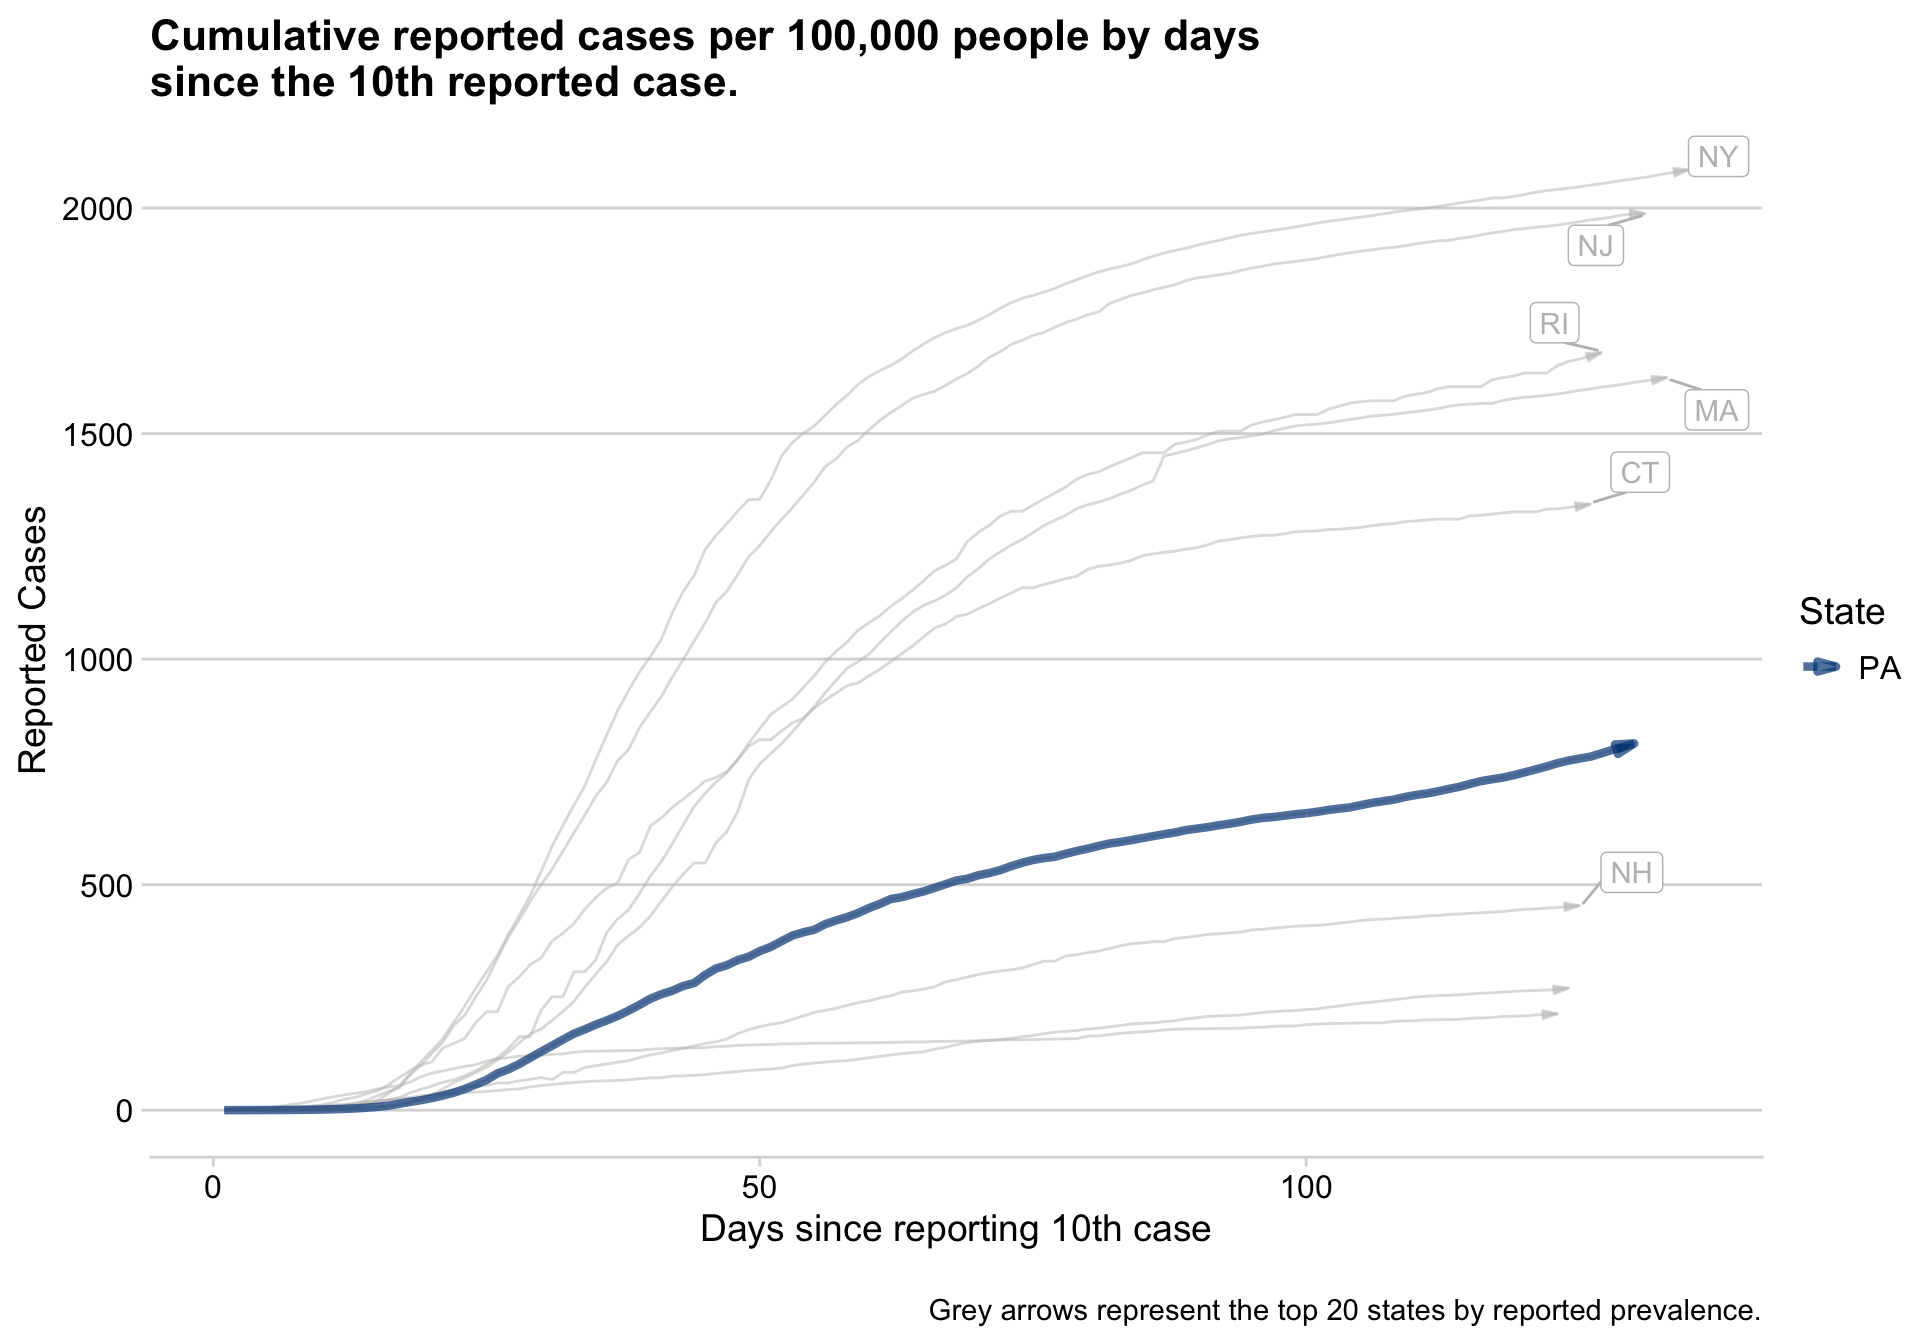 Cumulative reported cases per 100,000 people by days
since the 10th reported case.
NY
2000
NJ
RI
MA
1500
CT
Reported Cases
1000
State
PA
NH
500
0
0 50 100
Days since reporting 10th case
Grey arrows represent the top 20 states by reported prevalence.